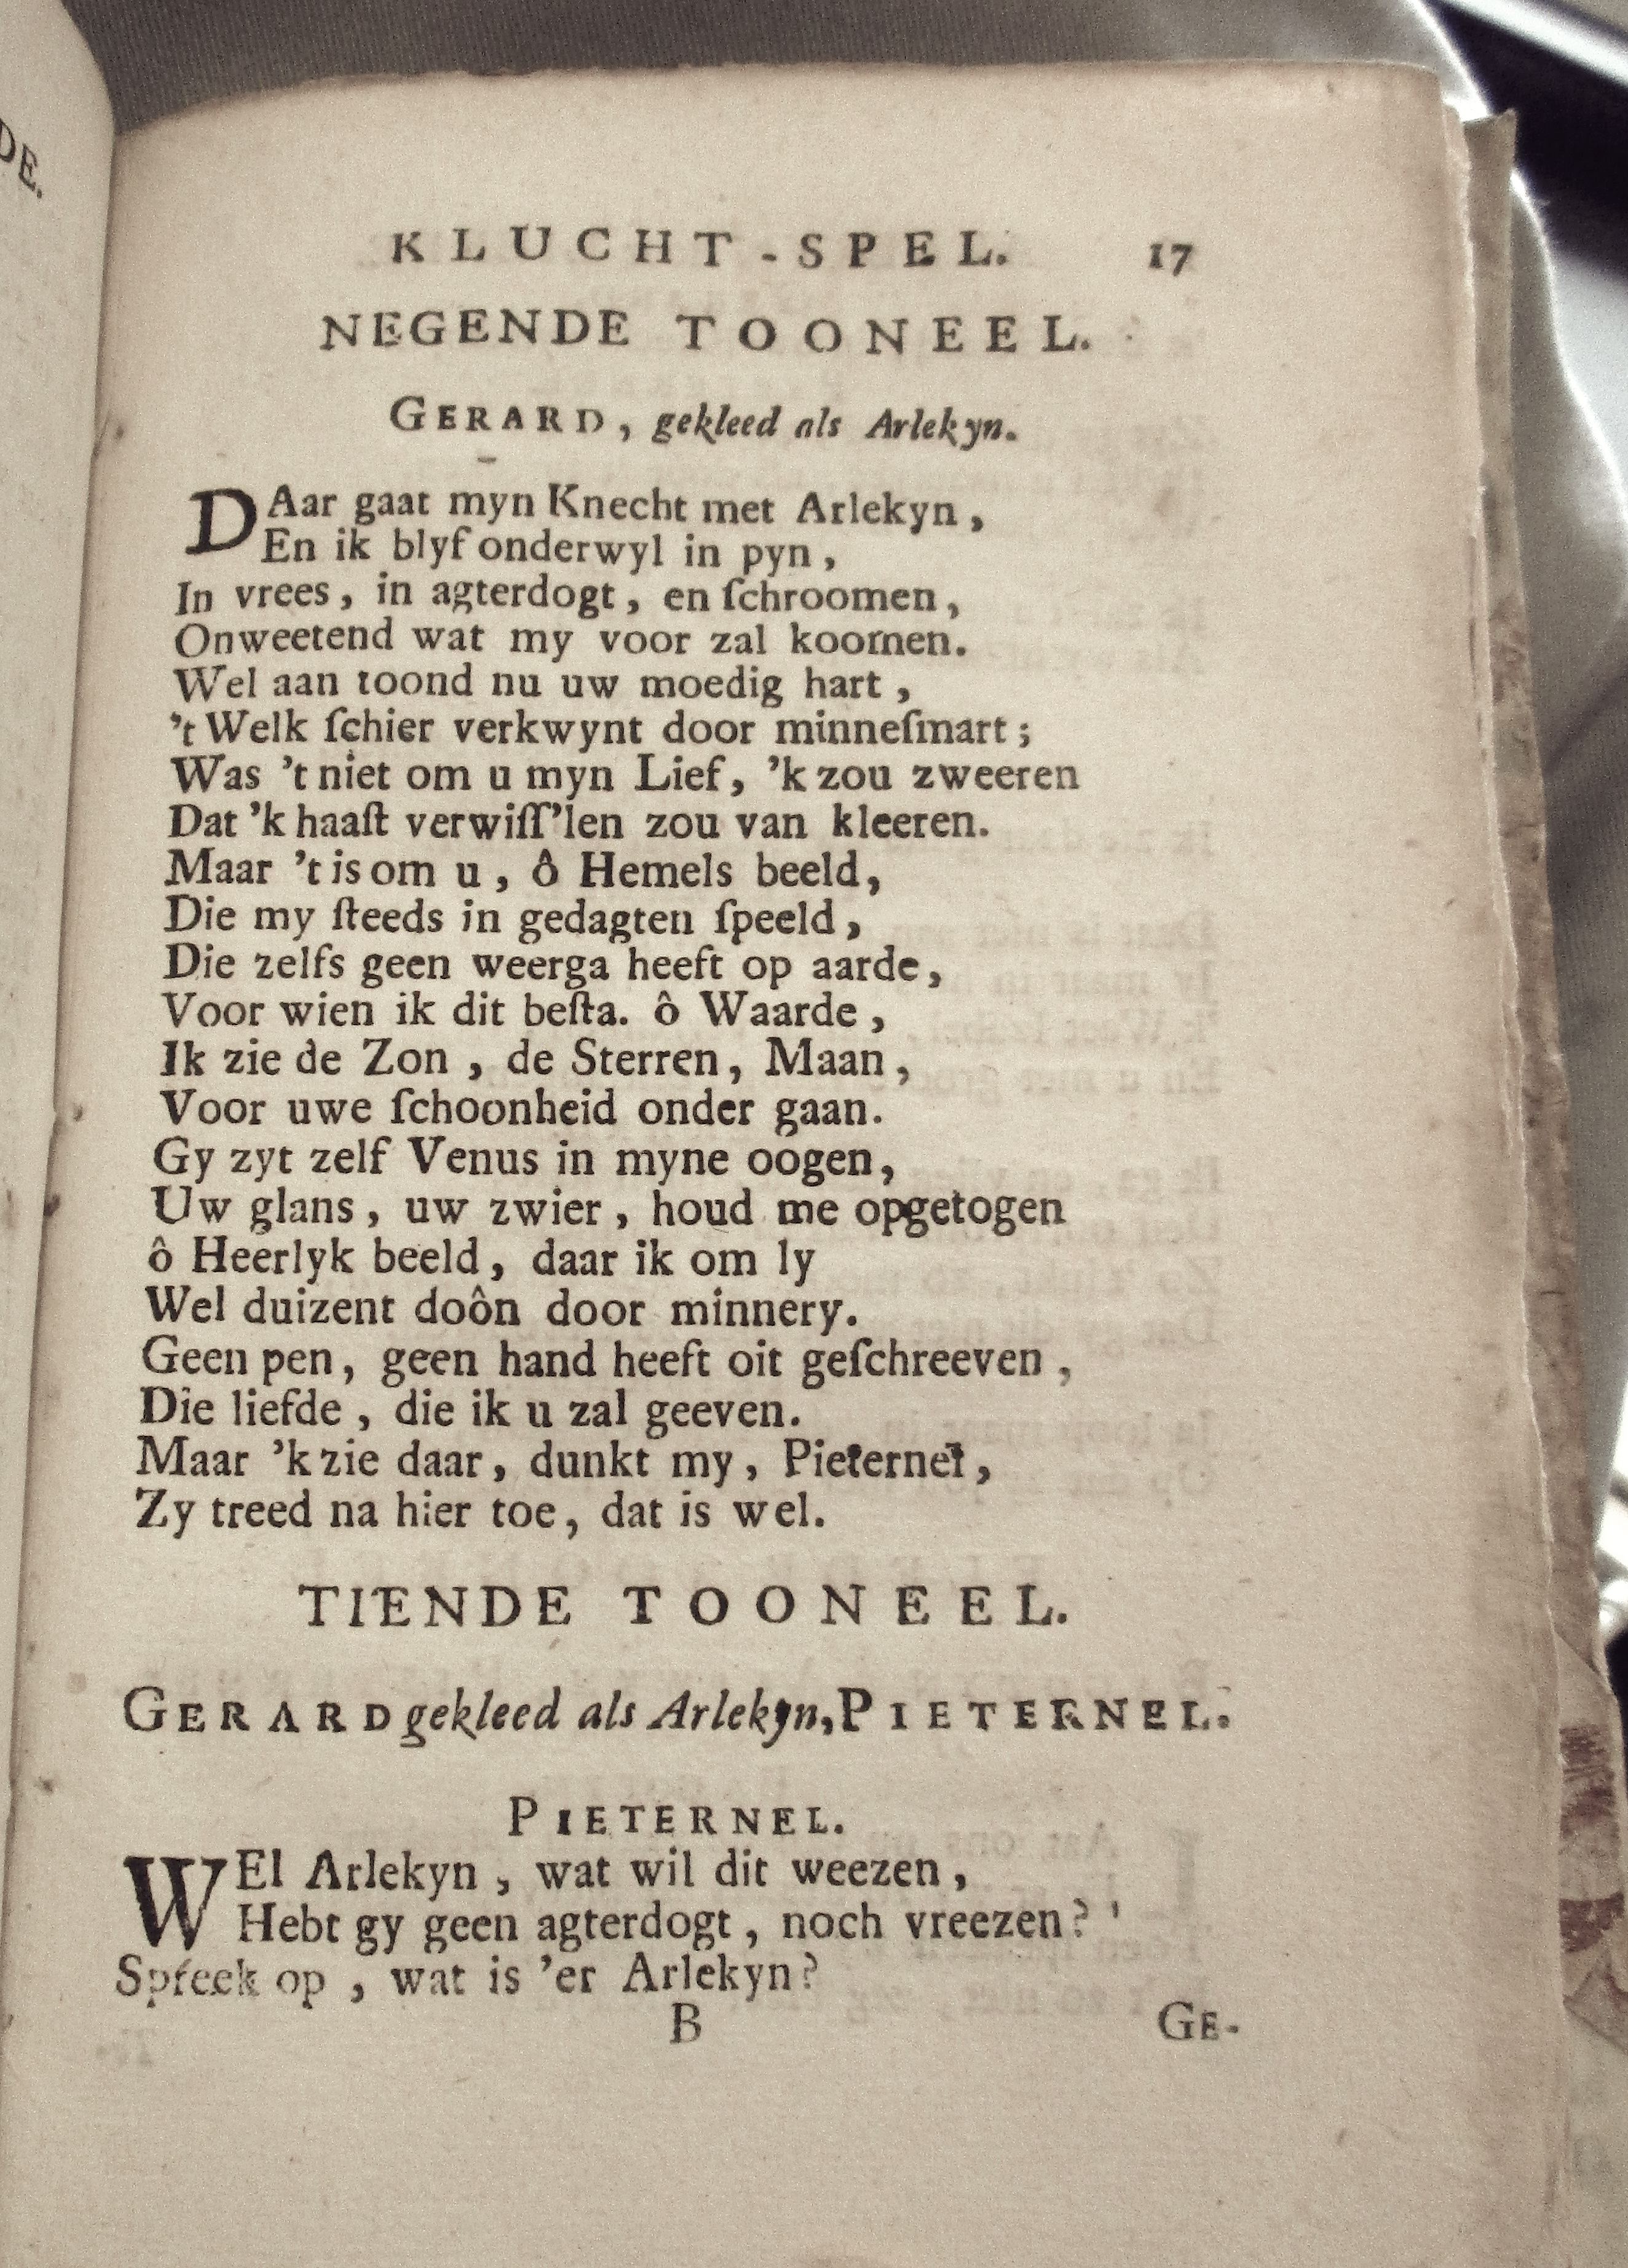 DE.
KLUCHT-SPEL. 17
NEGENDE TOONEEL.
GERARD, gekleed als Arlekyn.
DAar gaat myn Knecht met Arlekyn,
En ik blyf onderwyl in pyn,
In vrees, in agterdogt, en ſchroomen,
Onweetend wat my voor zal koomen.
Wel aan toond nu uw moedig hart,
't Welk ſchier verkwynt door minneſmart;
Was 't niet om u myn Lief, 'k zou zweeren
Dat 'k haaſt verwiſſ'len zou van kleeren.
Maar 't is om u, ô Hemels beeld,
Die my ſteeds in gedagten ſpeeld,
Die zelfs geen weerga heeft op aarde,
Voor wien ik dit beſta. ô Waarde,
Ik zie de Zon, de Sterren, Maan,
Voor uwe ſchoonheid onder gaan.
Gy zyt zelf Venus in myne oogen,
Uw glans, uw zwier, houd me opgetogen
ô Heerlyk beeld, daar ik om ly
Wel duizent doôn door minnery.
Geen pen, geen hand heeft oit geſchreeven,
Die liefde, die ik u zal geeven.
Maar 'k zie daar, dunkt my, Pieternel,
Zy treed na hier toe, dat is wel.
TIENDE TOONEEL.
GERARD gekleed als Arlekyn, PIETERNEL.
PIETERNEL.
WEl Arlekyn, wat wil dit weezen,
Hebt gy geen agterdogt, noch vreezen?
Spreek op, wat is 'er Arlekyn?
B GE-